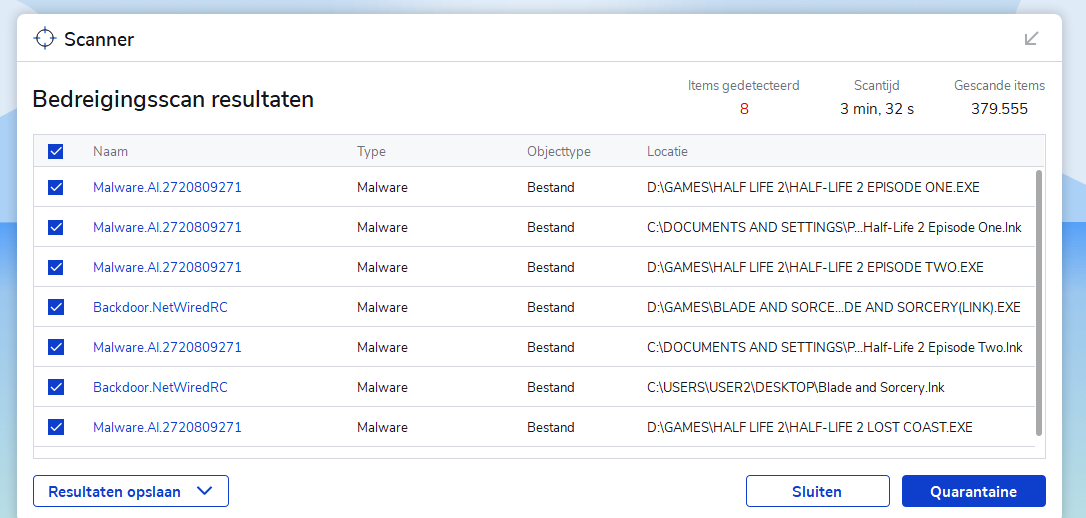 Scanner
Bedreigingsscan resultaten
Items gedetecteerd Scantijd Gescande items
8 3 min, 32 s 379.555
Naam Type Objecttype Locatie
Malware.AI.2720809271 Malware Bestand D:\GAMES\HALF LIFE 2\HALF-LIFE 2 EPISODE ONE.EXE
Malware.AI.2720809271 Malware Bestand C:\DOCUMENTS AND SETTINGS\P...Half-Life 2 Episode One.lnk
Malware.AI.2720809271 Malware Bestand D:\GAMES\HALF LIFE 2\HALF-LIFE 2 EPISODE TWO.EXE
Backdoor.NetWiredRC Malware Bestand D:\GAMES\BLADE AND SORCE...DE AND SORCERY(LINK).EXE
Malware.AI.2720809271 Malware Bestand C:\DOCUMENTS AND SETTINGS\P...Half-Life 2 Episode Two.lnk
Backdoor.NetWiredRC Malware Bestand C:\USERS\USER2\DESKTOP\Blade and Sorcery.lnk
Malware.AI.2720809271 Malware Bestand D:\GAMES\HALF LIFE 2\HALF-LIFE 2 LOST COAST.EXE
Resultaten opslaan Sluiten Quarantaine